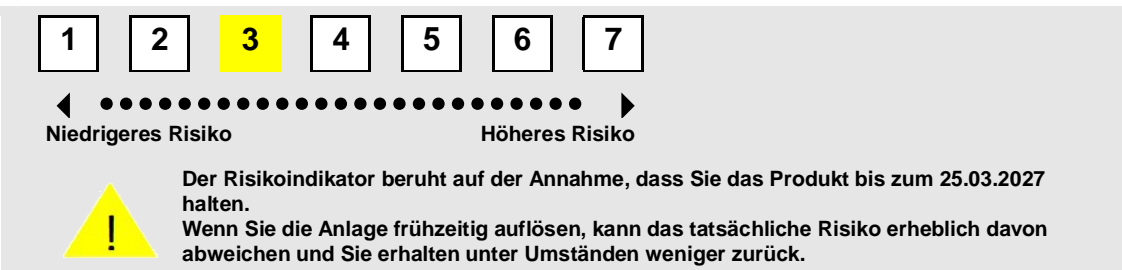 1 2 3 4 5 6 7
Niedrigeres Risiko Höheres Risiko
Der Risikoindikator beruht auf der Annahme, dass Sie das Produkt bis zum 25.03.2027
halten.
Wenn Sie die Anlage frühzeitig auflösen, kann das tatsächliche Risiko erheblich davon
abweichen und Sie erhalten unter Umständen weniger zurück.
!